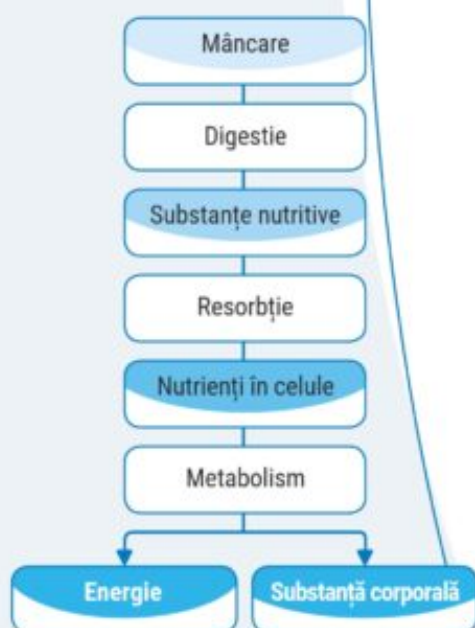 Mâncare
Digestie
Substanțe nutritive
Resorbție
Nutrienți în celule
Metabolism
Energie
Substanță corporală